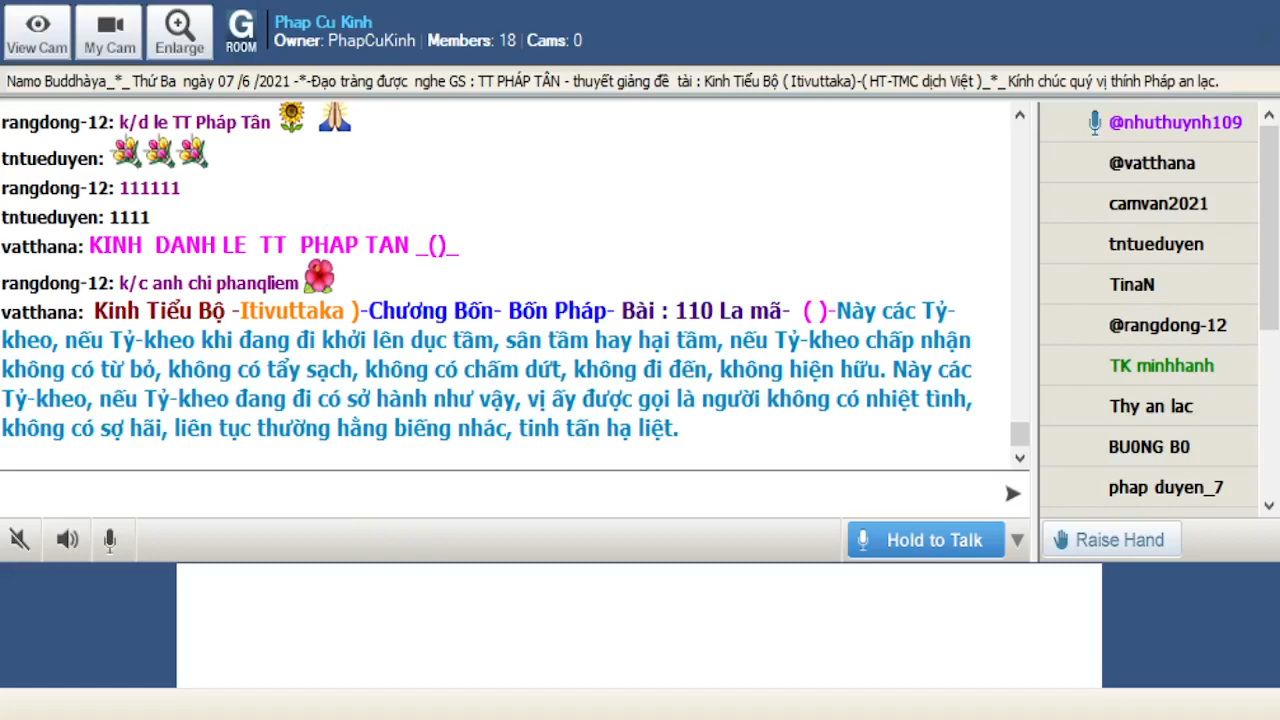 View Cam
My Cam
Enlarge
G
ROOM
Phap Cu Kinh
Owner: PhapCuKinh | Members: 18 | Cams: 0
Namo Buddhàya_*_Thứ Ba ngày 07 /6 /2021 -*-Đạo tràng được nghe GS : TT PHÁP TÂN - thuyết giảng đề tài : Kinh Tiểu Bộ ( Itivuttaka)-( HT-TMC dịch Việt )_*_Kính chúc quý vị thính Pháp an lạc.
rangdong-12: k/d le TT Pháp Tân
tntueduyen:
rangdong-12: 111111
tntueduyen: 1111
vatthana: KINH DANH LE TT PHAP TAN _()_
rangdong-12: k/c anh chi phanqliem
vatthana: Kinh Tiểu Bộ -Itivuttaka )-Chương Bốn- Bốn Pháp- Bài : 110 La mã- ( )-Này các Tỷ-
kheo, nếu Tỷ-kheo khi đang đi khởi lên dục tầm, sân tầm hay hại tầm, nếu Tỷ-kheo chấp nhận
không có từ bỏ, không có tẩy sạch, không có chấm dứt, không đi đến, không hiện hữu. Này các
Tỷ-kheo, nếu Tỷ-kheo đang đi có sở hành như vậy, vị ấy được gọi là người không có nhiệt tình,
không có sợ hãi, liên tục thường hằng biếng nhác, tinh tấn hạ liệt.
@nhuthuynh109
@vatthana
camvan2021
tntueduyen
TinaN
@rangdong-12
TK minhhanh
Thy an lac
BU0NG B0
phap duyen_7
Hold to Talk
Raise Hand